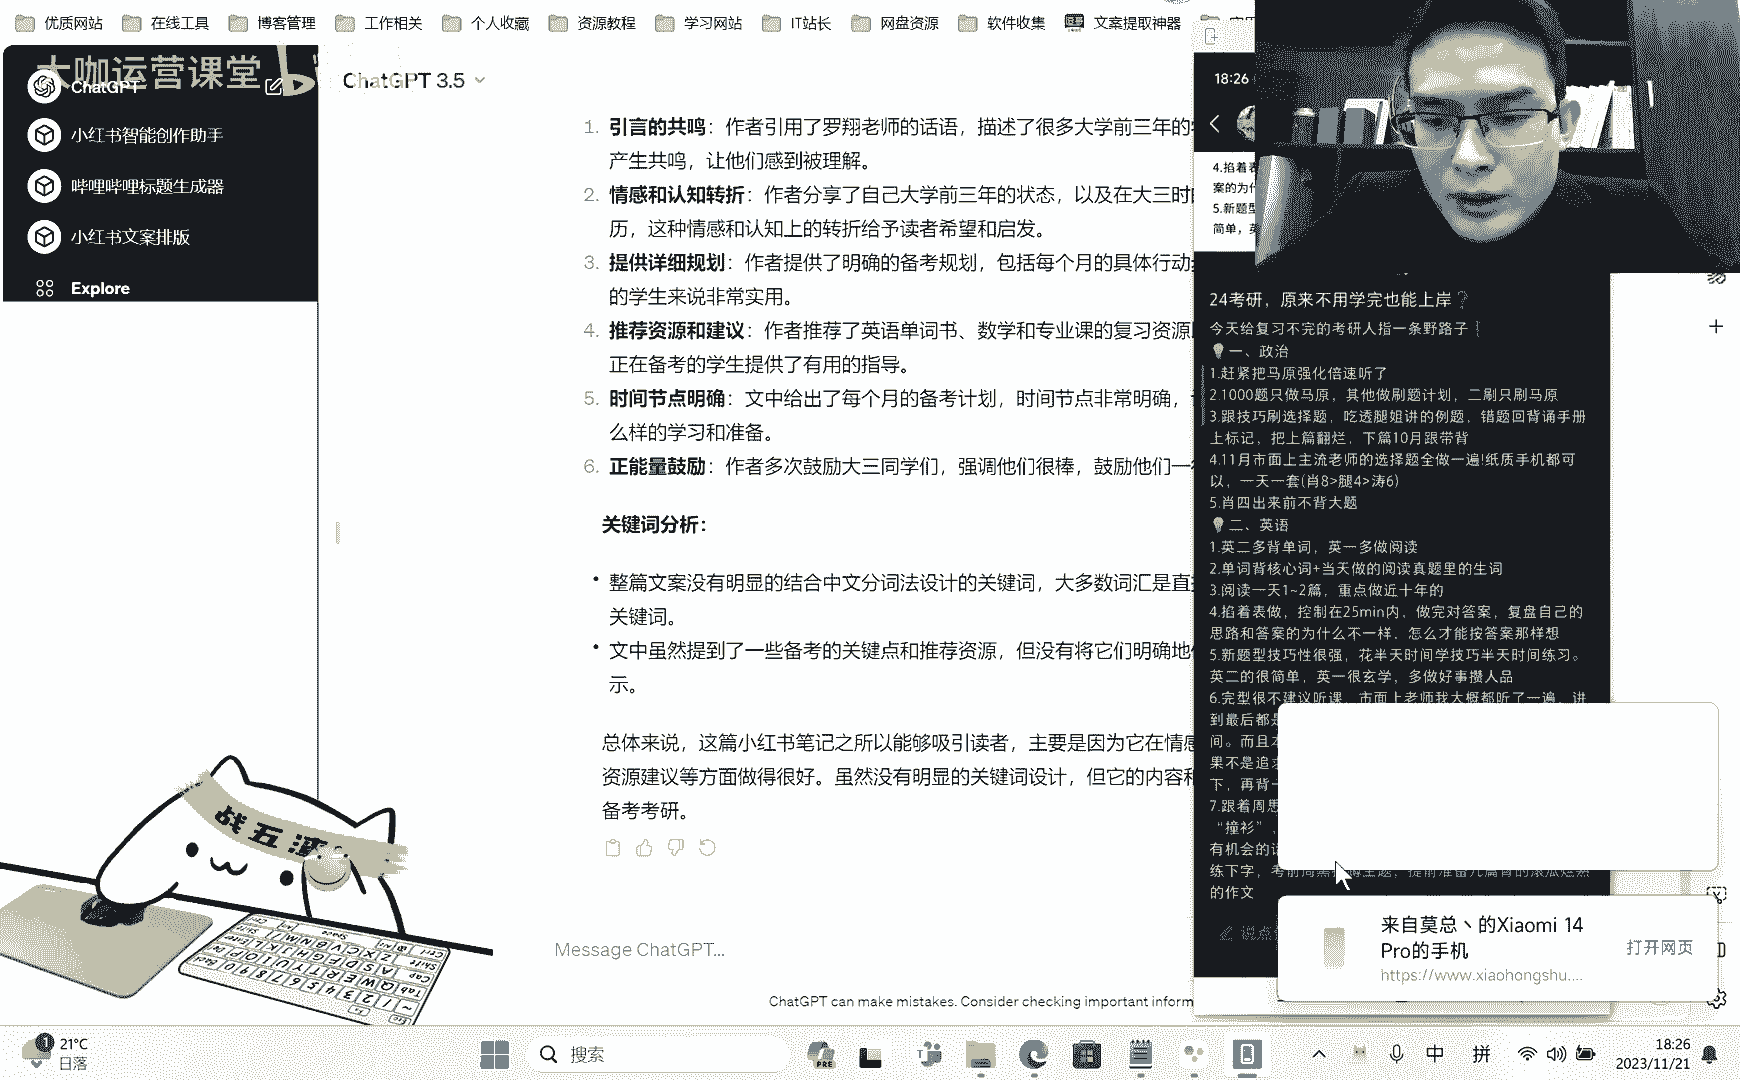 优质网站 在线工具 博客管理 工作相关 个人收藏 资源教程 学习网站 IT站长 网盘资源 软件收集 文案提取神器
大咖运营课堂
ChatGPT
小红书智能创作助手
哔哩哔哩标题生成器
小红书文案排版
Explore
ChatGPT 3.5
1. 引言的共鸣：作者引用了罗翔老师的话语，描述了很多大学前三年的
产生共鸣，让他们感到被理解。
2. 情感和认知转折：作者分享了自己大学前三年的状态，以及在大三时
历，这种情感和认知上的转折给予读者希望和启发。
3. 提供详细规划：作者提供了明确的备考规划，包括每个月的具体行动
的学生来说非常实用。
4. 推荐资源和建议：作者推荐了英语单词书、数学和专业课的复习资源
正在备考的学生提供了有用的指导。
5. 时间节点明确：文中给出了每个月的备考计划，时间节点非常明确，
么样的学习和准备。
6. 正能量鼓励：作者多次鼓励大三同学们，强调他们很棒，鼓励他们一
关键词分析：
• 整篇文案没有明显的结合中文分词法设计的关键词，大多数词汇是直
关键词。
• 文中虽然提到了一些备考的关键点和推荐资源，但没有将它们明确地
示。
总体来说，这篇小红书笔记之所以能够吸引读者，主要是因为它在情感
资源建议等方面做得很好。虽然没有明显的关键词设计，但它的内容和
备考考研。
Message ChatGPT...
ChatGPT can make mistakes. Consider checking important inform
18:26
4.掐着表
案的为什
5.新题型
简单，英
24考研，原来不用学完也能上岸？
今天给复习不完的考研人指一条野路子
一、政治
1.赶紧把马原强化倍速听了
2.1000题只做马原，其他做刷题计划，二刷只刷马原
3.跟技巧刷选择题，吃透腿姐讲的例题，错题回背诵手册
上标记，把上篇翻烂，下篇10月跟带背
4.11月市面上主流老师的选择题全做一遍!纸质手机都可
以，一天一套(肖8>腿4>涛6)
5.肖四出来前不背大题
二、英语
1.英二多背单词，英一多做阅读
2.单词背核心词+当天做的阅读真题里的生词
3.阅读一天1~2篇，重点做近十年的
4.掐着表做，控制在25min内，做完对答案，复盘自己的
思路和答案的为什么不一样，怎么才能按答案那样想
5.新题型技巧性很强，花半天时间学技巧半天时间练习。
英二的很简单，英一很玄学，多做好事攒人品
6.完型很不建议听课，市面上老师我大概都听了一遍，讲
到最后都是
间。而且本
果不是追求
下，再背一
7.跟着周思
“撞衫”，
有机会的话
练下字，考前
的作文
说点
来自莫总丶的Xiaomi 14
Pro的手机
打开网页
https://www.xiaohongshu....
战五渣
1
21°C
日落
搜索
PRE
中
拼
18:26
2023/11/21